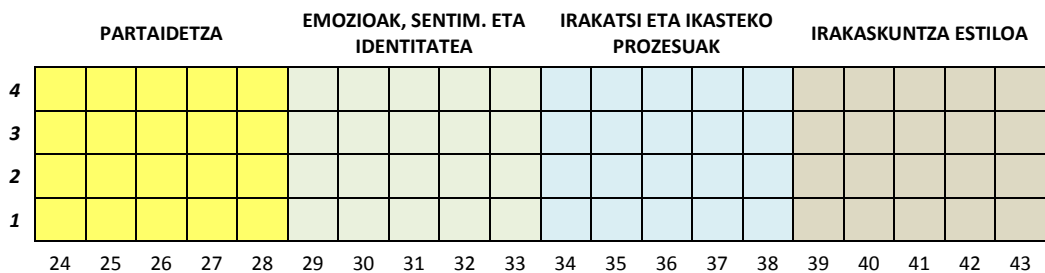 PARTAIDETZA
EMOZIOAK, SENTIM. ETA
IDENTITATEA
IRAKATSI ETA IKASTEKO
PROZESUAK
IRAKASKUNTZA ESTILOA
4
3
2
1
24 25 26 27 28 29 30 31 32 33 34 35 36 37 38 39 40 41 42 43